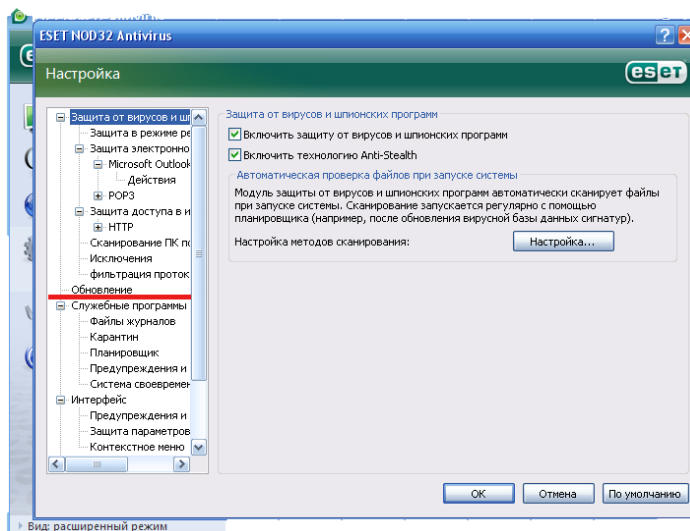 ESET NOD32 Antivirus
Настройка
eseT
Защита от вирусов и шп
Защита в режиме ре
Защита электронно
Microsoft Outlook
Действия
POP3
Защита доступа в и
HTTP
Сканирование ПК по
Исключения
фильтрация проток
Обновление
Служебные программы
Файлы журналов
Карантин
Планировщик
Предупреждения и
Система своевремен
Интерфейс
Предупреждения и
Защита параметров
Контекстное меню
Защита от вирусов и шпионских программ
Включить защиту от вирусов и шпионских программ
Включить технологию Anti-Stealth
Автоматическая проверка файлов при запуске системы
Модуль защиты от вирусов и шпионских программ автоматически сканирует файлы
при запуске системы. Сканирование запускается регулярно с помощью
планировщика (например, после обновления вирусной базы данных сигнатур).
Настройка методов сканирования:
Настройка...
OK
Отмена
По умолчанию
Вид: расширенный режим